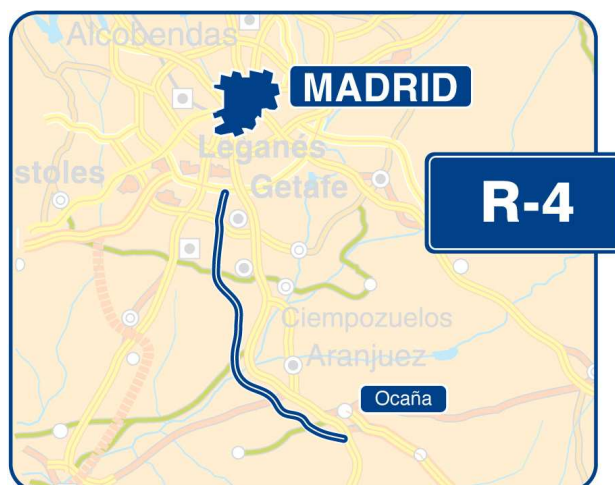 Alcobendas
MADRID
Leganés
stoles
Getafe
R-4
Ciempozuelos
Aranjuez
Ocaña